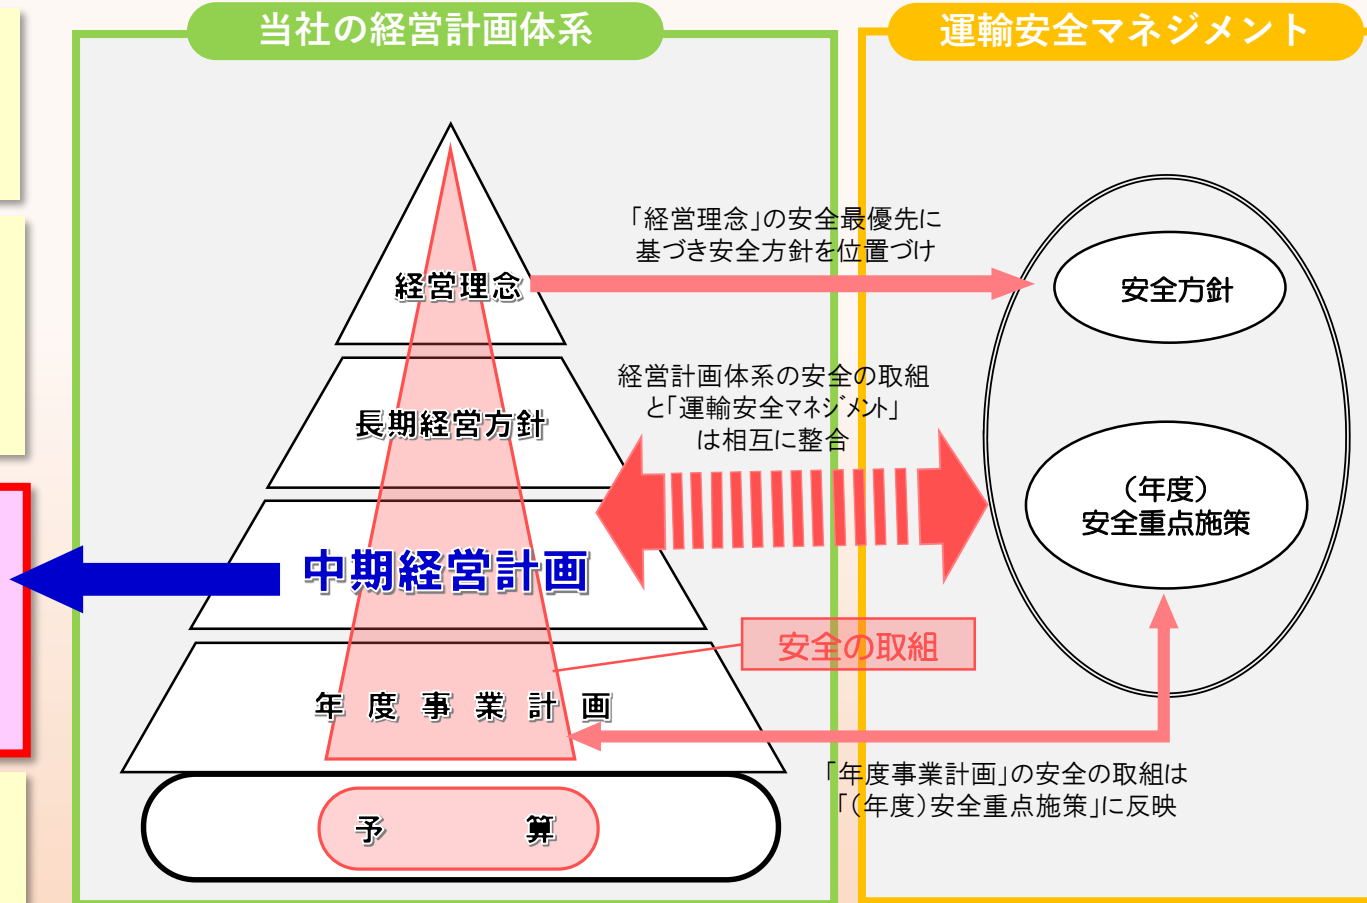 当社の経営計画体系
運輸安全マネジメント
「経営理念」の安全最優先に
基づき安全方針を位置づけ
経営理念
安全方針
経営計画体系の安全の取組
と「運輸安全マネジメント」
は相互に整合
長期経営方針
（年度）
安全重点施策
中期経営計画
安全の取組
年度事業計画
「年度事業計画」の安全の取組は
「（年度）安全重点施策」に反映
予算